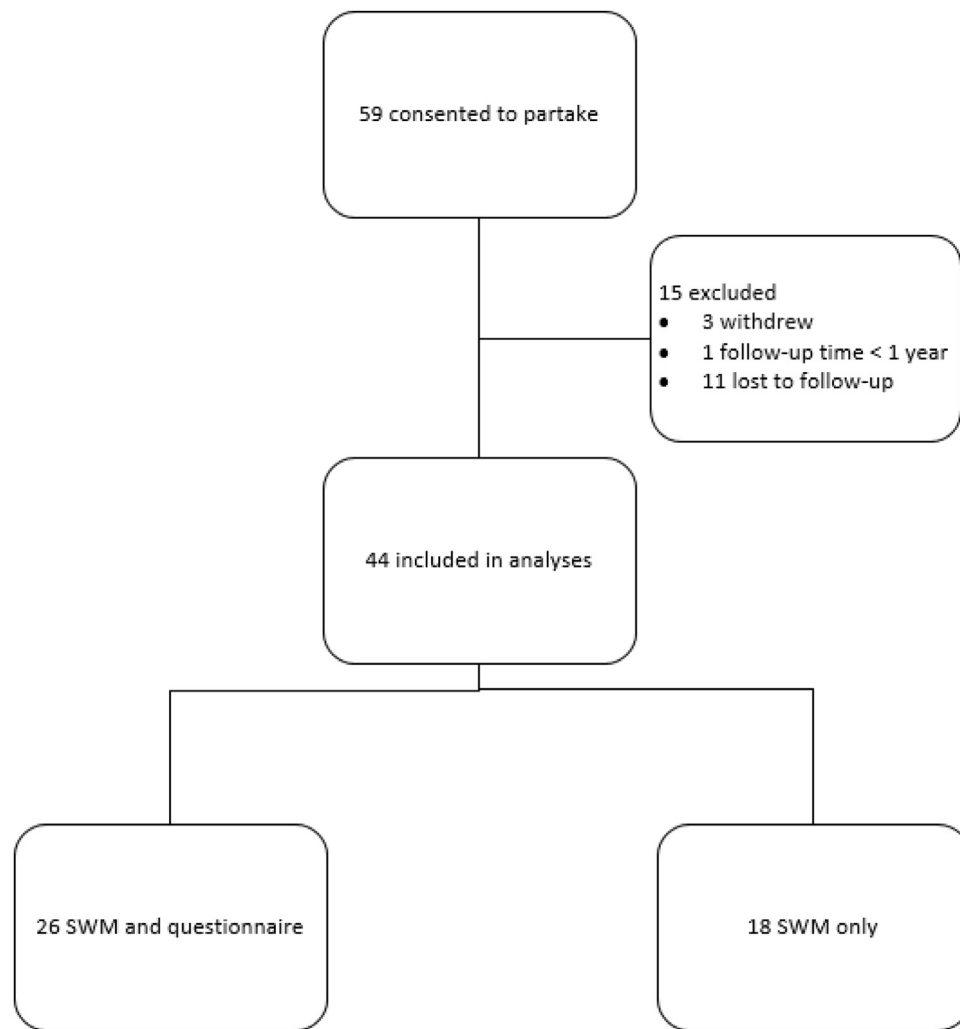 59 consented to partake
15 excluded
• 3 withdrew
• 1 follow-up time < 1 year
• 11 lost to follow-up
44 included in analyses
26 SWM and questionnaire
18 SWM only